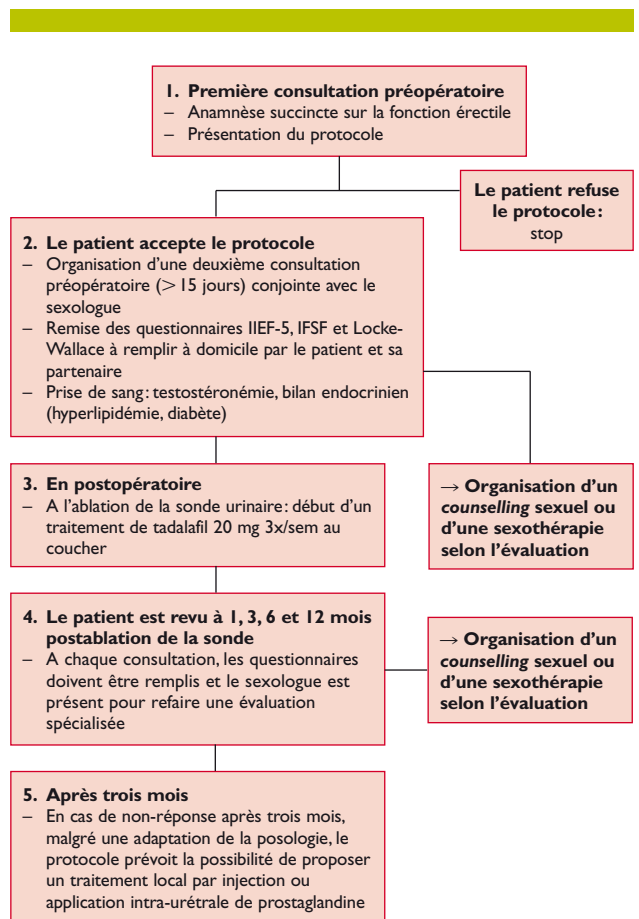 1. Première consultation préopératoire
– Anamnèse succincte sur la fonction érectile
– Présentation du protocole
Le patient refuse
le protocole :
stop
2. Le patient accepte le protocole
– Organisation d'une deuxième consultation
préopératoire (> 15 jours) conjointe avec le
sexologue
– Remise des questionnaires IIEF-5, IFSF et Locke-
Wallace à remplir à domicile par le patient et sa
partenaire
– Prise de sang : testostéronémie, bilan endocrinien
(hyperlipidémie, diabète)
→ Organisation d'un
counselling sexuel ou
d'une sexothérapie
selon l'évaluation
3. En postopératoire
– A l'ablation de la sonde urinaire : début d'un
traitement de tadalafil 20 mg 3x/sem au
coucher
4. Le patient est revu à 1, 3, 6 et 12 mois
postablation de la sonde
– A chaque consultation, les questionnaires
doivent être remplis et le sexologue est
présent pour refaire une évaluation
spécialisée
→ Organisation d'un
counselling sexuel ou
d'une sexothérapie
selon l'évaluation
5. Après trois mois
– En cas de non-réponse après trois mois,
malgré une adaptation de la posologie, le
protocole prévoit la possibilité de proposer
un traitement local par injection ou
application intra-urétrale de prostaglandine